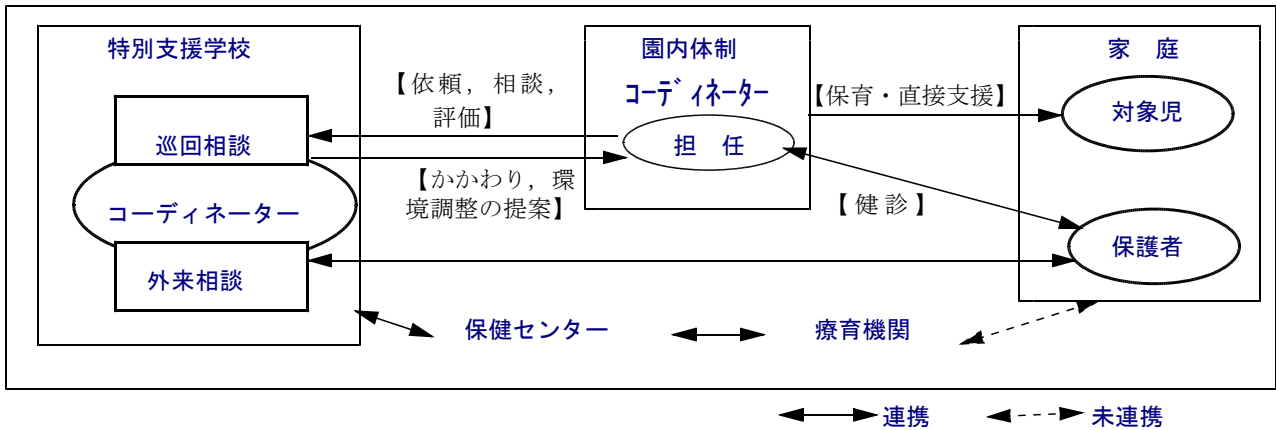 特別支援学校
園内体制
家　庭
【依頼，相談，
評価】
コーディネーター
【保育・直接支援】
対象児
巡回相談
担　任
【かかわり，環
境調整の提案】
コーディネーター
【健診】
保護者
外来相談
保健センター
療育機関
連携
未連携